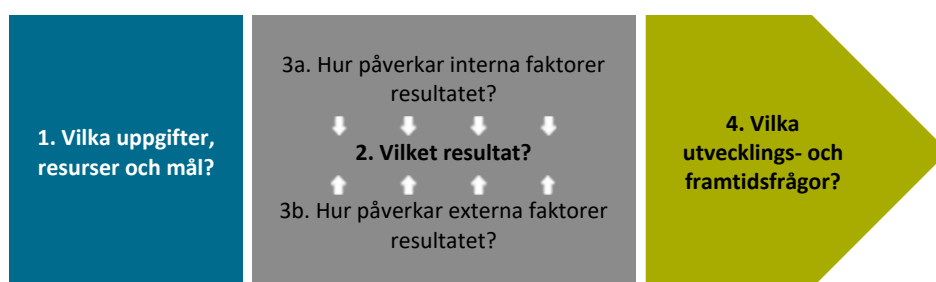 1. Vilka uppgifter,
resurser och mål?
3a. Hur påverkar interna faktorer
resultatet?
2. Vilket resultat?
3b. Hur påverkar externa faktorer
resultatet?
4. Vilka
utvecklings- och
framtidsfrågor?